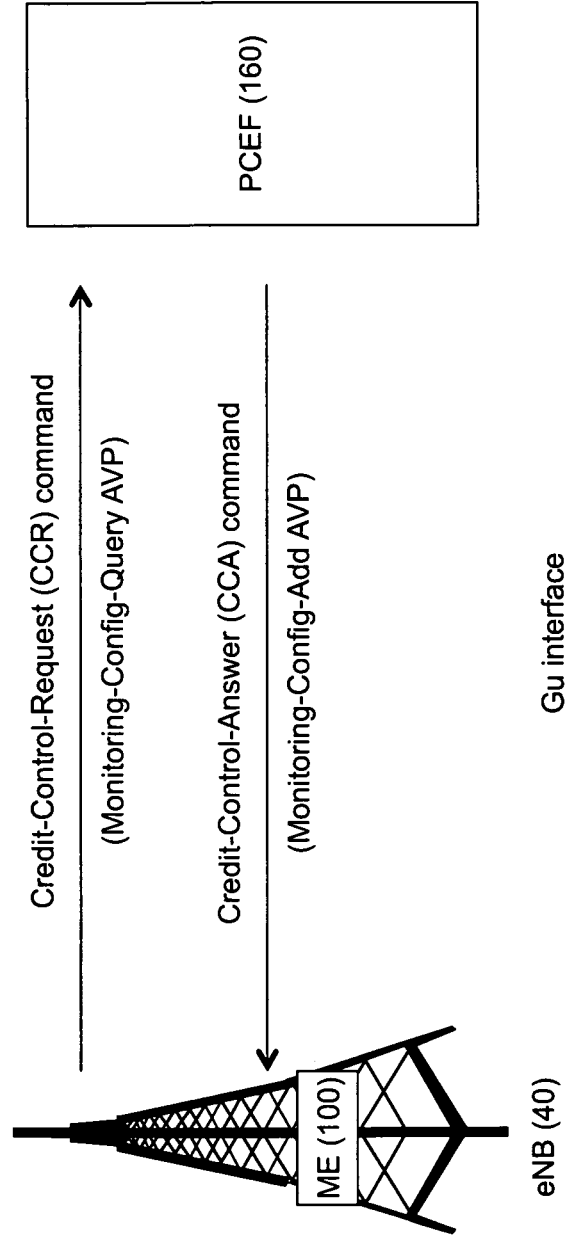 Credit-Control-Request (CCR) command
(Monitoring-Config-Query AVP)
Credit-Control-Answer (CCA) command
(Monitoring-Config-Add AVP)
ME (100)
eNB (40)
PCEF (160)
Gu interface